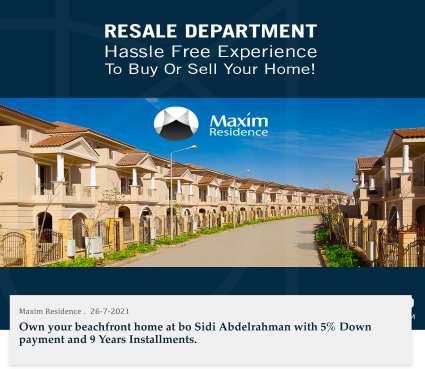 RESALE DEPARTMENT
Hassle Free Experience
To Buy Or Sell Your Home!
Maxim
Residence
Maxim Residence . 26-7-2021
Own your beachfront home at bo Sidi Abdelrahman with 5% Down
payment and 9 Years Installments.